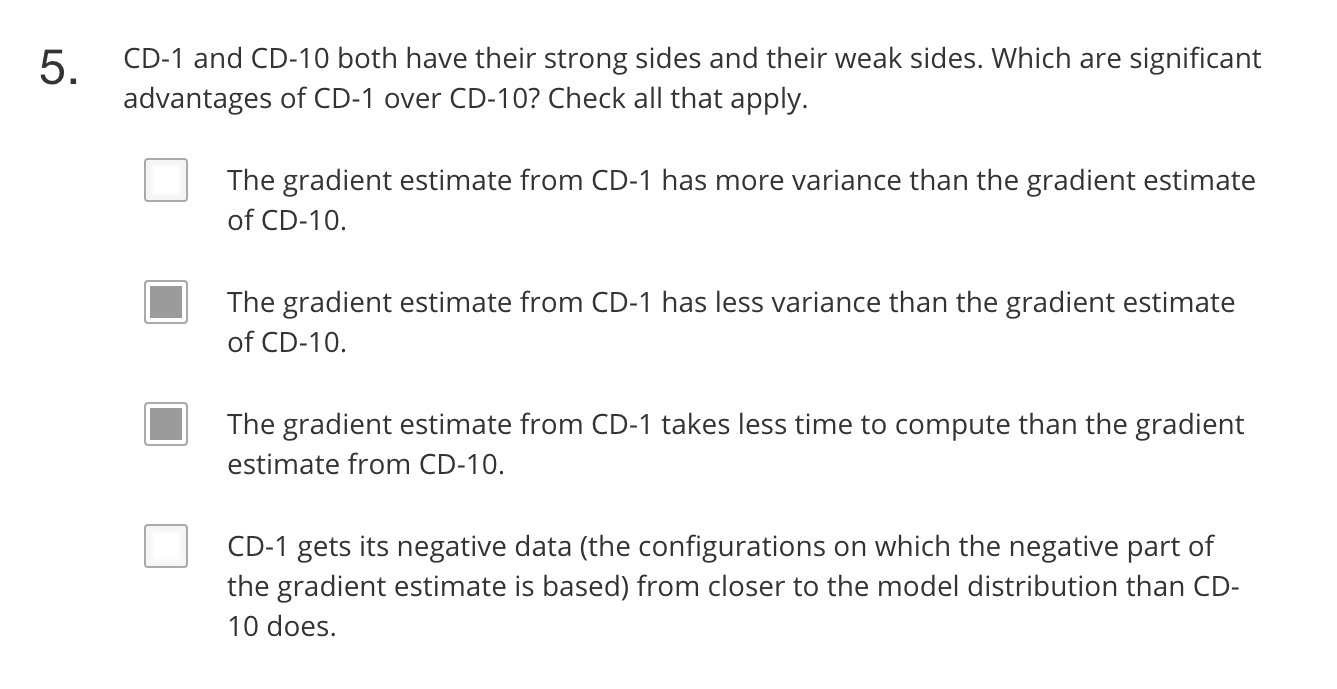 5. CD-1 and CD-10 both have their strong sides and their weak sides. Which are significant
advantages of CD-1 over CD-10? Check all that apply.
The gradient estimate from CD-1 has more variance than the gradient estimate
of CD-10.
The gradient estimate from CD-1 has less variance than the gradient estimate
of CD-10.
The gradient estimate from CD-1 takes less time to compute than the gradient
estimate from CD-10.
CD-1 gets its negative data (the configurations on which the negative part of
the gradient estimate is based) from closer to the model distribution than CD-
10 does.